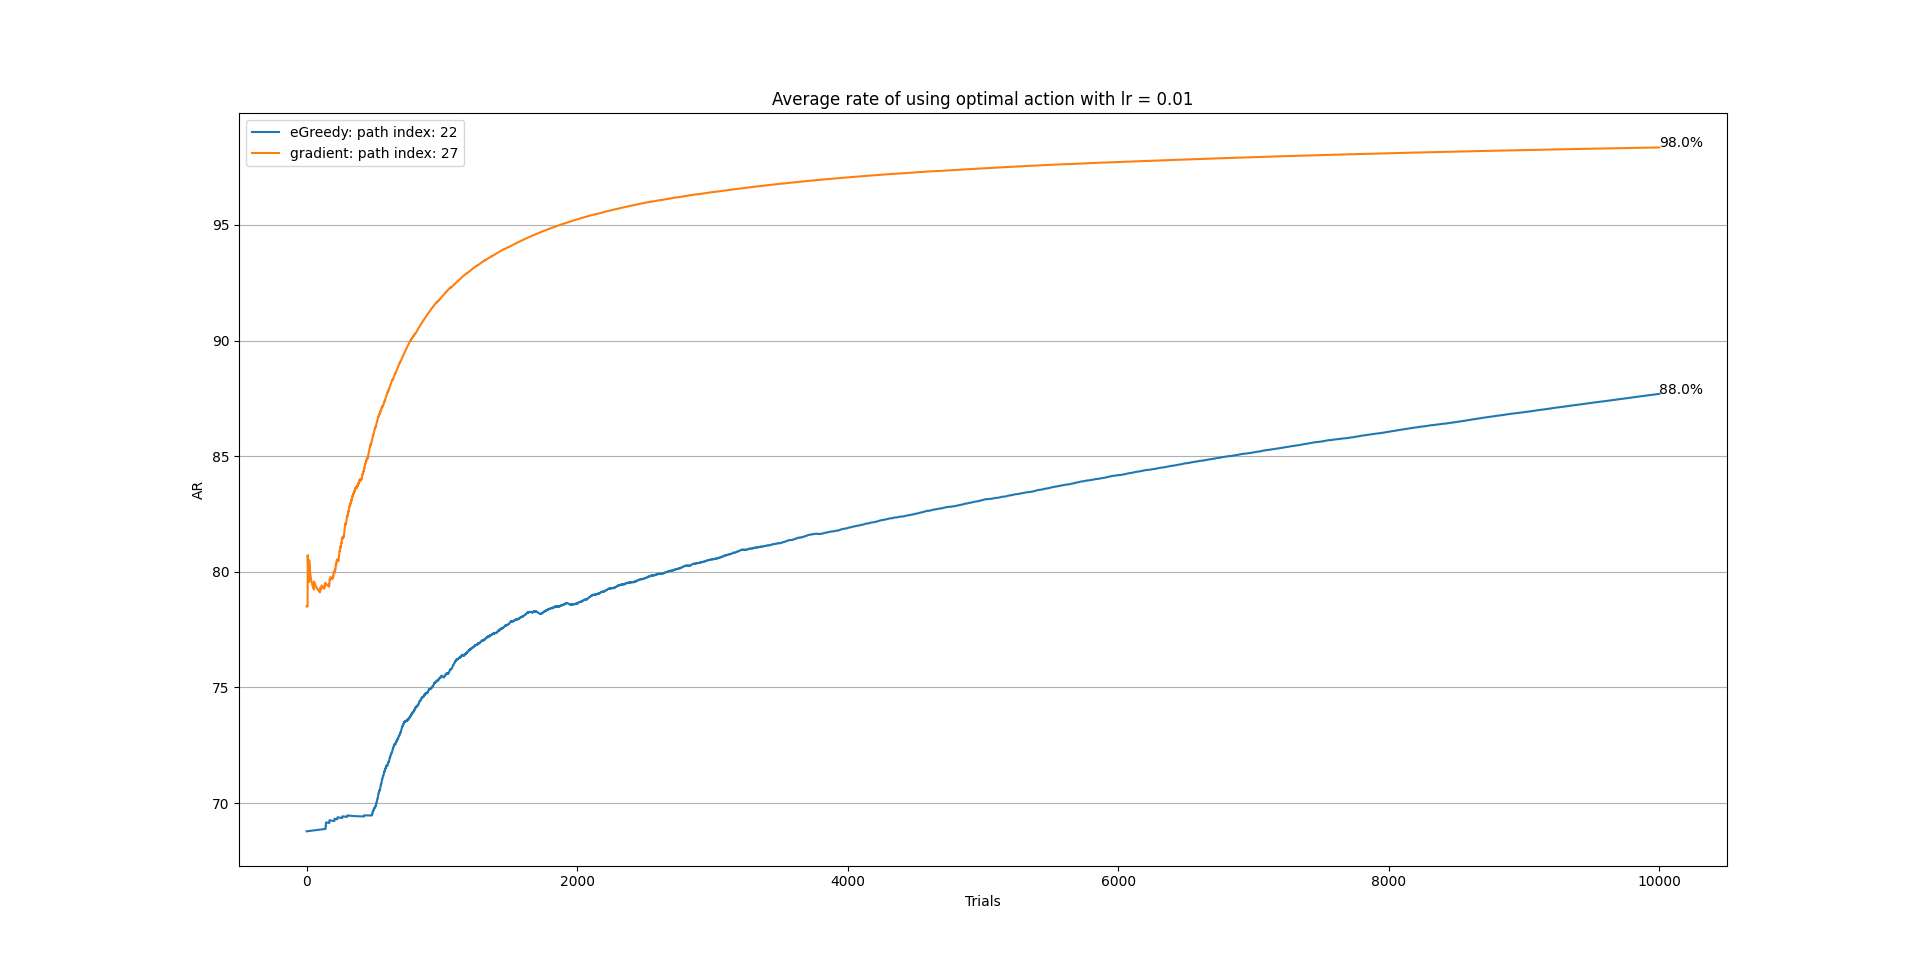 Average rate of using optimal action with lr = 0.01
eGreedy: path index: 22
gradient: path index: 27
98.0%
88.0%
95
90
85
80
75
70
AR
0 2000 4000 6000 8000 10000
Trials